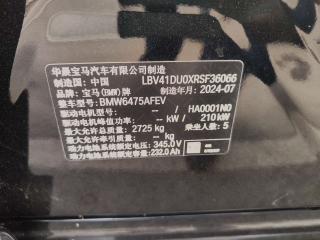 华晨宝马汽车有限公司制造
制造国：中国 LBV41DU0XRSF36066
品牌：宝马(BMW)牌 制造年月：2024-07
整车型号：BMW6475AFEV
驱动电机型号： -- / HA0001N0
驱动电机峰值功率： -- kW / 210 kW
最大允许总质量： 2725 kg 乘坐人数：5
最大允许牵引质量： -- kg
动力电池系统额定电压：345.0 V
动力电池系统额定容量：232.0 Ah